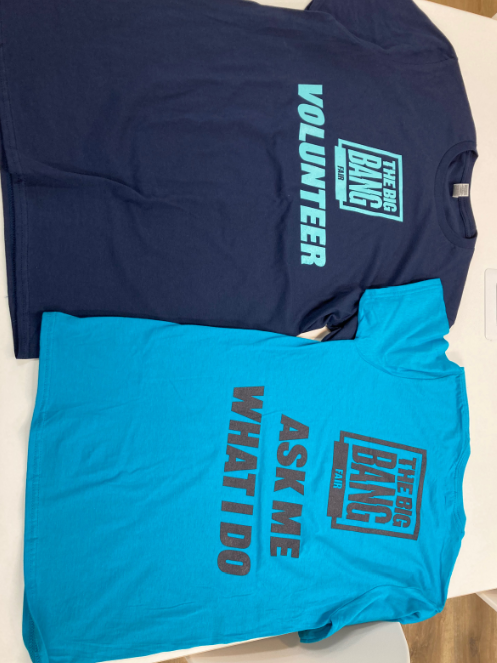 THE BIG
BANG
FAIR
VOLUNTEER
THE BIG
BANG
FAIR
ASK ME
WHAT I DO